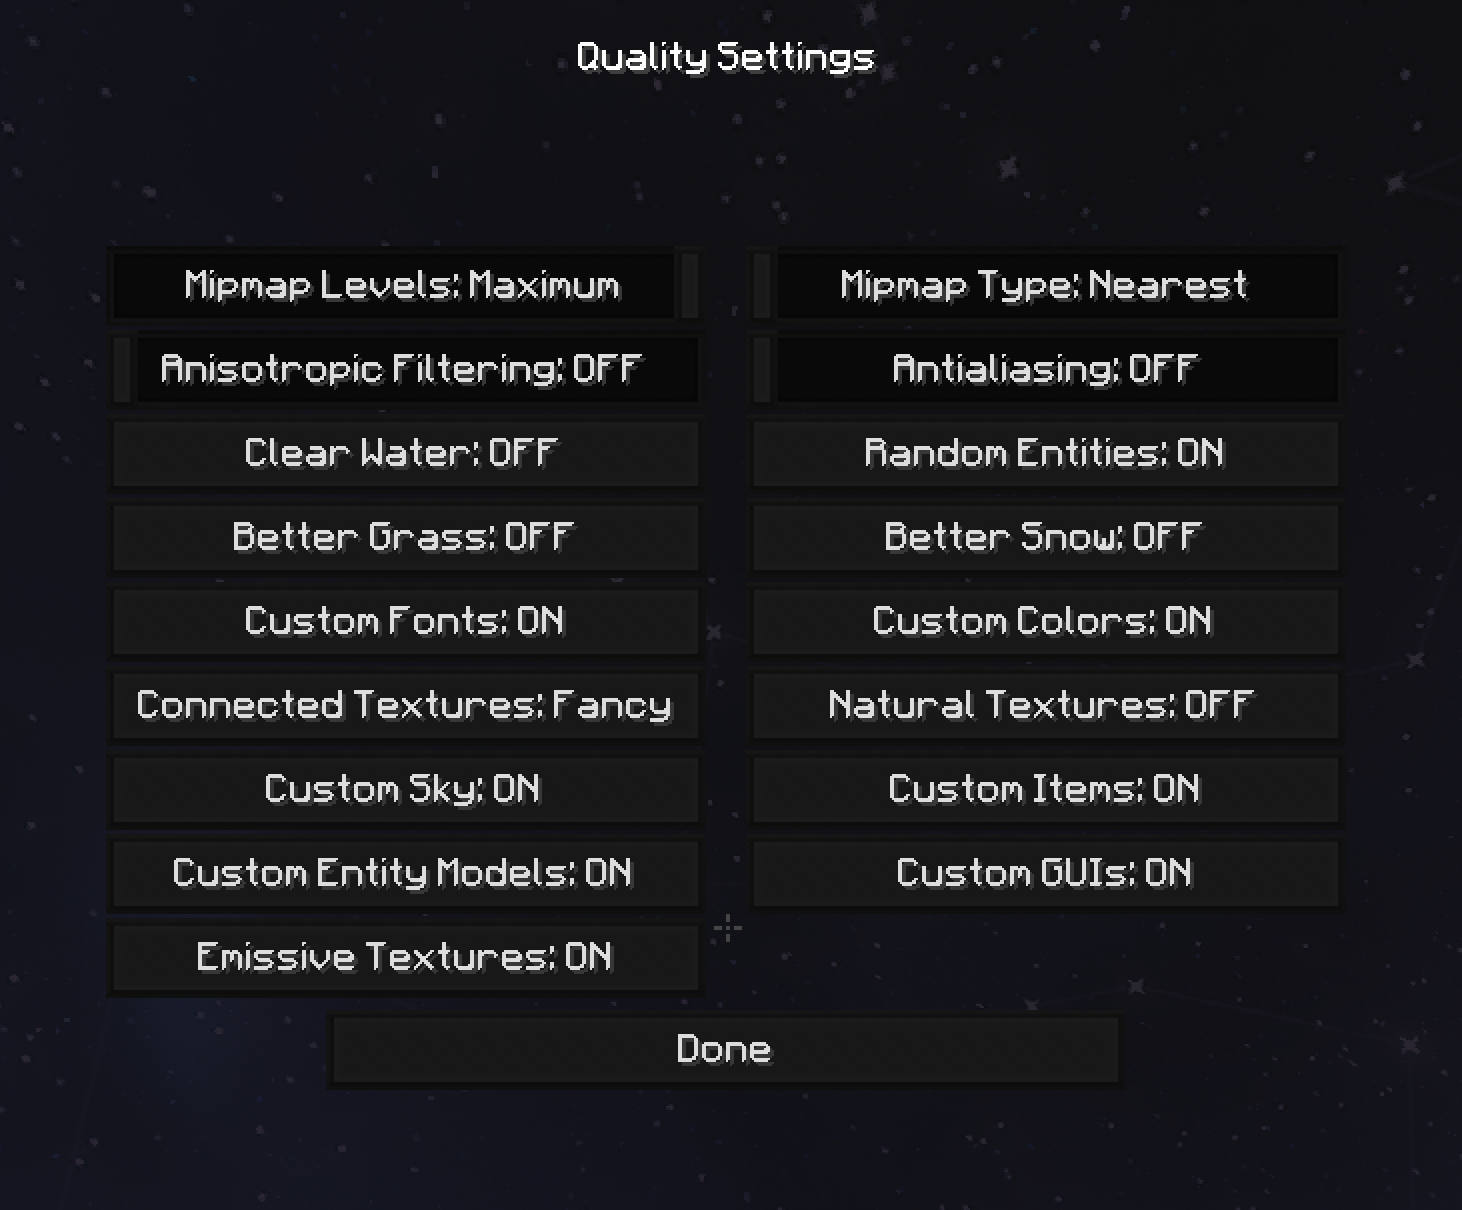 Quality Settings
Mipmap Levels: Maximum
Mipmap Type: Nearest
Anisotropic Filtering: OFF
Antialiasing: OFF
Clear Water: OFF
Random Entities: ON
Better Grass: OFF
Better Snow: OFF
Custom Fonts: ON
Custom Colors: ON
Connected Textures: Fancy
Natural Textures: OFF
Custom Sky: ON
Custom Items: ON
Custom Entity Models: ON
Custom GUIs: ON
Emissive Textures: ON
Done